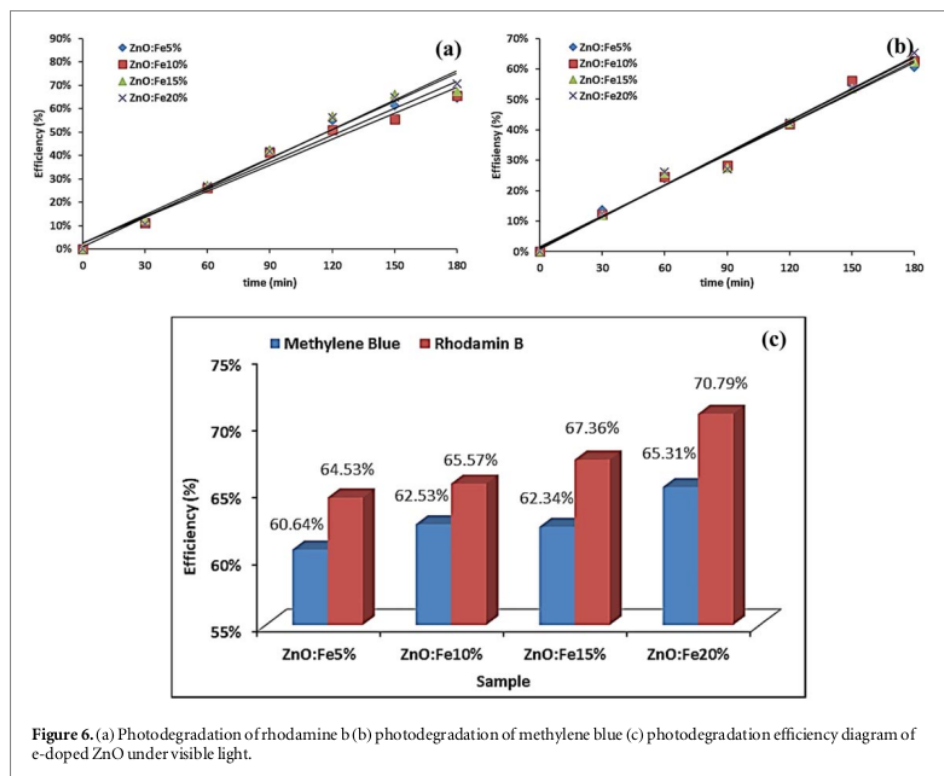 (a)
90%
80%
70%
60%
50%
40%
30%
20%
10%
0%
Efficiency (%)
ZnO:Fe5%
ZnO:Fe10%
ZnO:Fe15%
ZnO:Fe20%
0 30 60 90 120 150 180
time (min)
(b)
70%
60%
50%
40%
30%
20%
10%
0%
Effisiensy (%)
ZnO:Fe5%
ZnO:Fe10%
ZnO:Fe15%
ZnO:Fe20%
0 30 60 90 120 150 180
time (min)
Methylene Blue Rhodamin B (c)
75%
70%
65%
60%
55%
Efficiency (%)
60.64% 64.53% 62.53% 65.57% 62.34% 67.36% 65.31% 70.79%
ZnO:Fe5% ZnO:Fe10% ZnO:Fe15% ZnO:Fe20%
Sample
Figure 6. (a) Photodegradation of rhodamine b (b) photodegradation of methylene blue (c) photodegradation efficiency diagram of
e-doped ZnO under visible light.